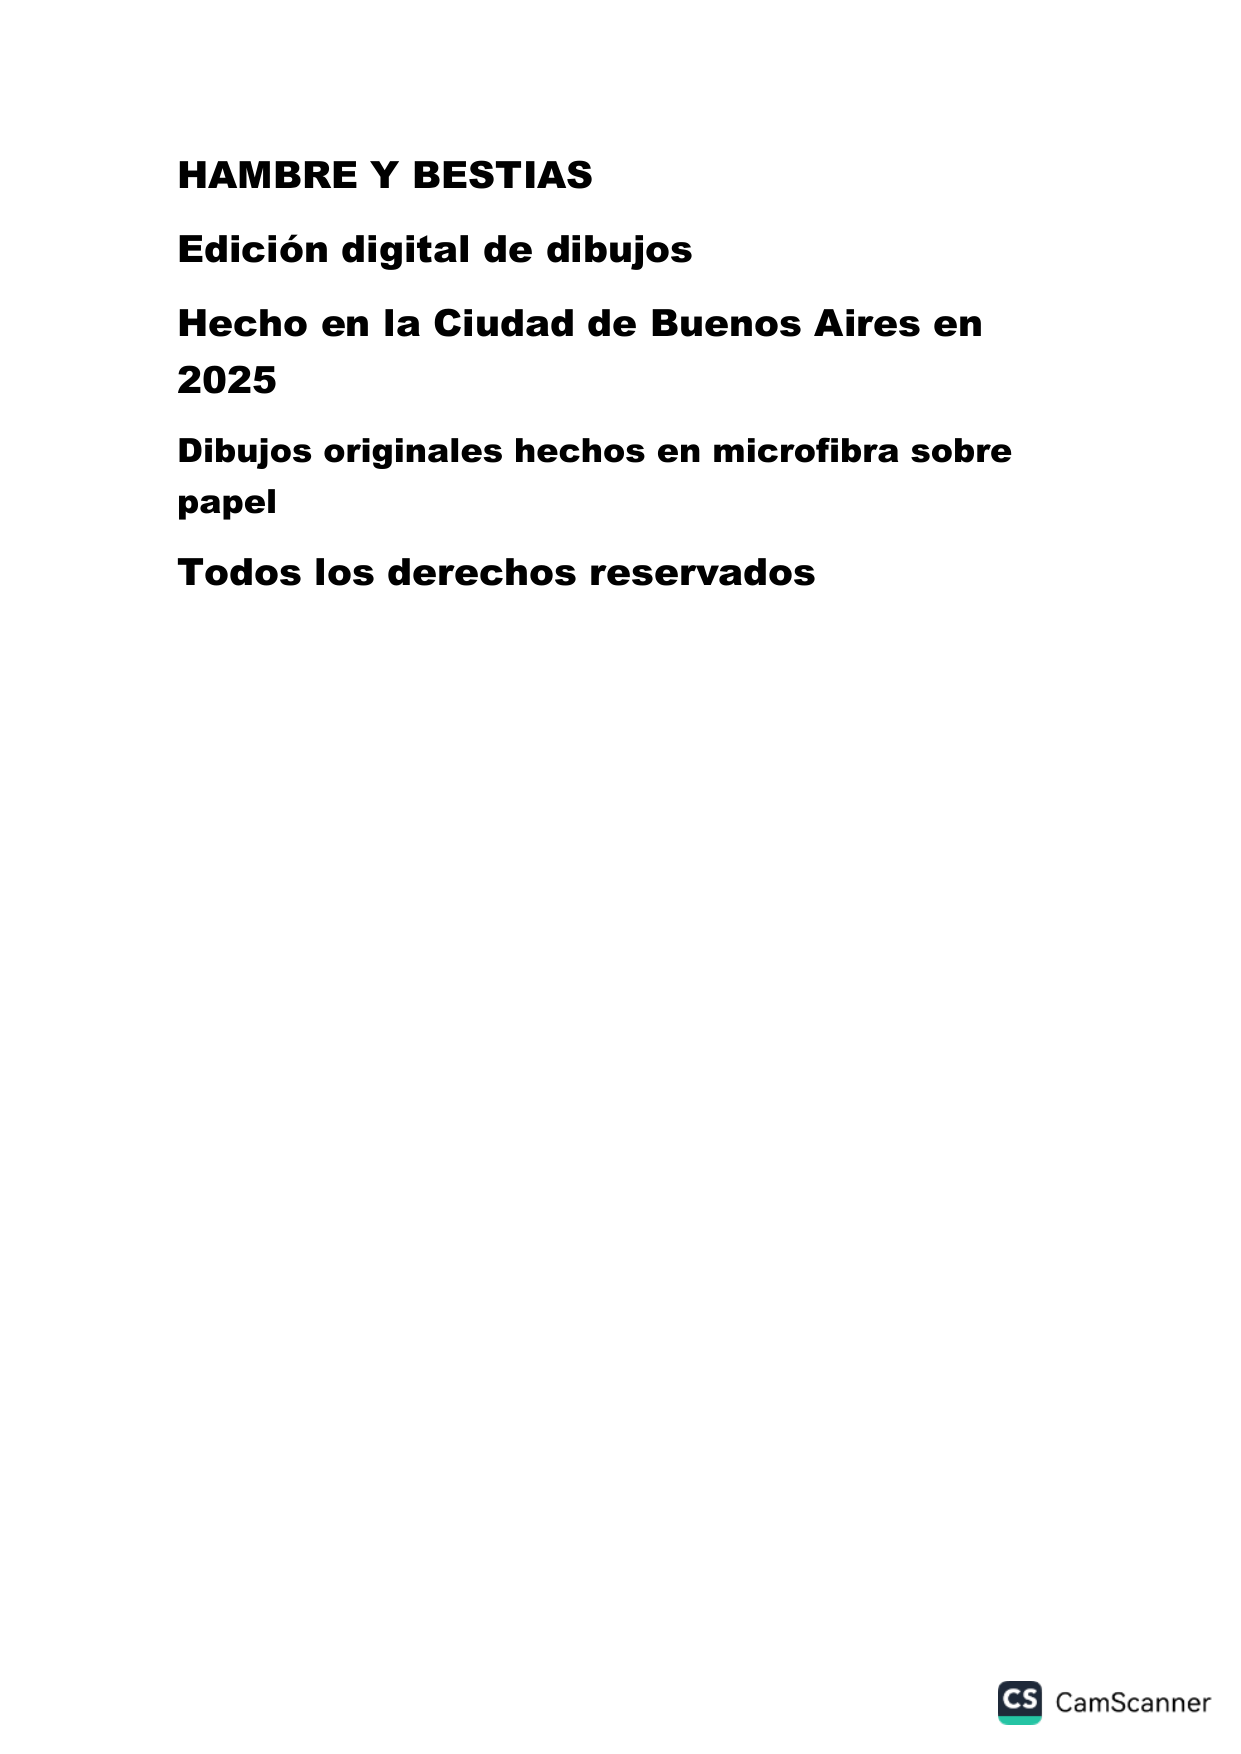 HAMBRE Y BESTIAS
Edición digital de dibujos
Hecho en la Ciudad de Buenos Aires en
2025
Dibujos originales hechos en microfibra sobre
papel
Todos los derechos reservados
CS CamScanner